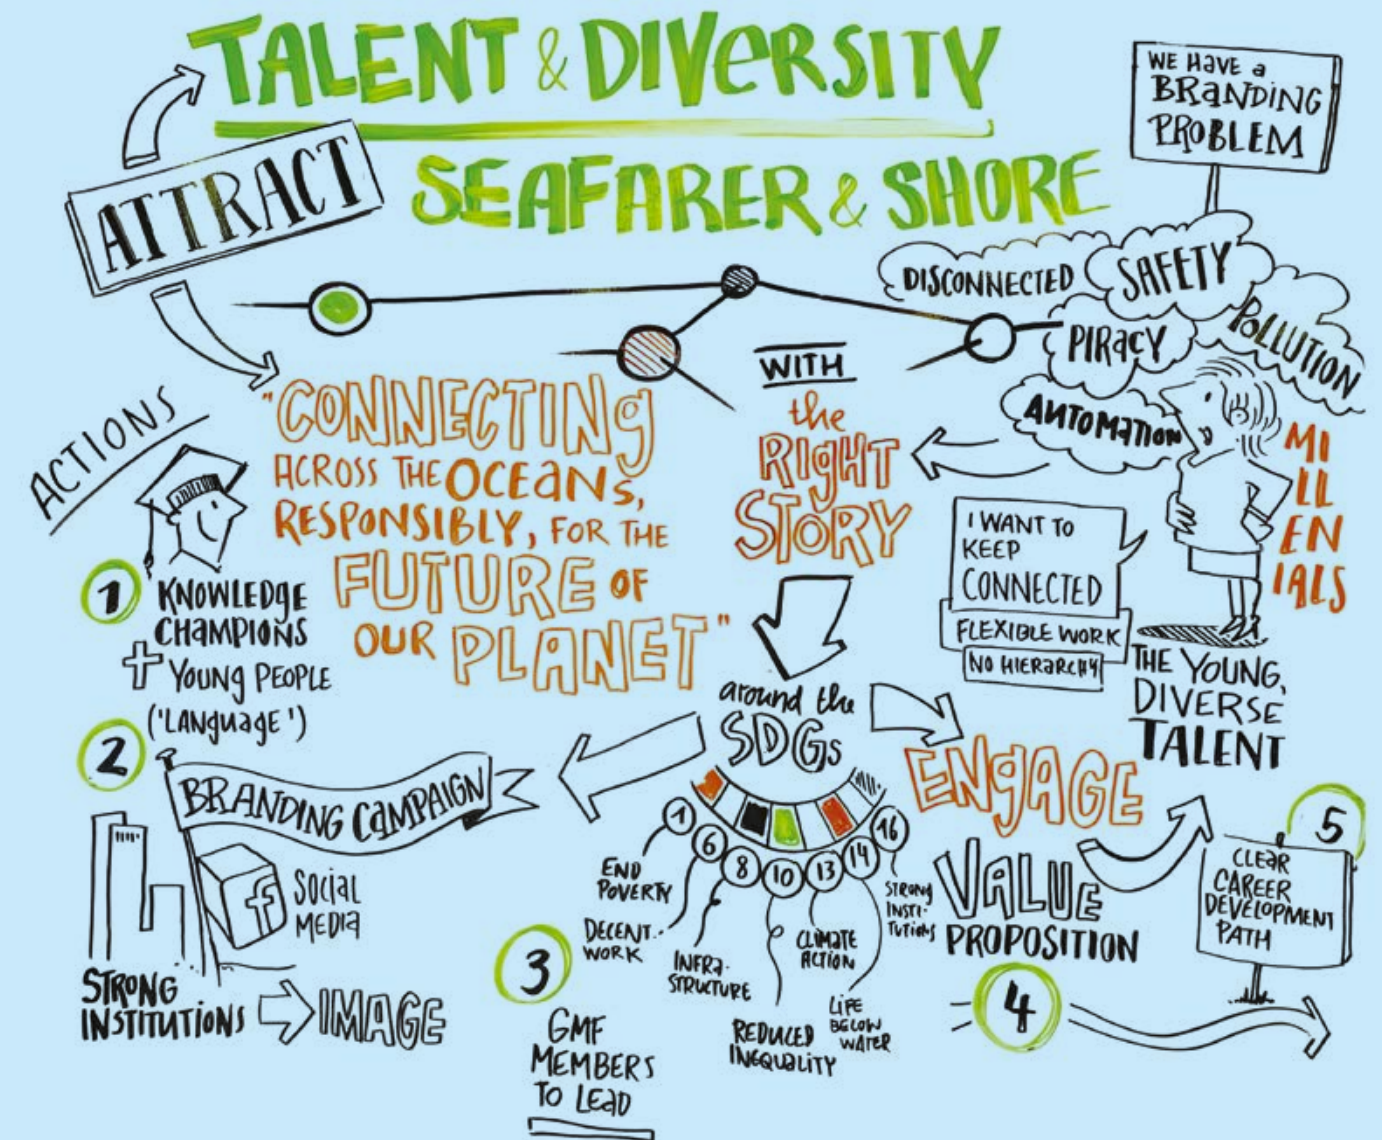 TALENT & DIVERSITY
SEAFARER & SHORE
ATTRACT
WE HAVE a
BRANDING
PROBLEM
DISCONNECTED
SAFETY
PIRACY
POLLUTION
AUTOMATION
"CONNECTING
ACROSS THE OCEANS,
RESPONSIBLY, FOR THE
FUTURE OF
OUR PLANET"
WITH
the
RIGHT
STORY
MI
LL
EN
IALS
I WANT TO
KEEP
CONNECTED
FLEXIBLE WORK
NO HIERARCHY
THE YOUNG,
DIVERSE
TALENT
ACTIONS
1
KNOWLEDGE
CHAMPIONS
+ YOUNG PEOPLE
('LANGUAGE')
2
BRANDING CAMPAIGN
f
SOCIAL
MEDIA
STRONG
INSTITUTIONS
IMAGE
around the
SDGs
1
6
8
10
13
14
16
END
POVERTY
DECENT
WORK
INFRA-
STRUCTURE
REDUCED
INEQUALITY
CLIMATE
ACTION
LIFE
BELOW
WATER
STRONG
INSTI-
TUTIONS
3
GMF
MEMBERS
TO LEAD
ENGAGE
VALUE
PROPOSITION
4
5
CLEAR
CAREER
DEVELOPMENT
PATH